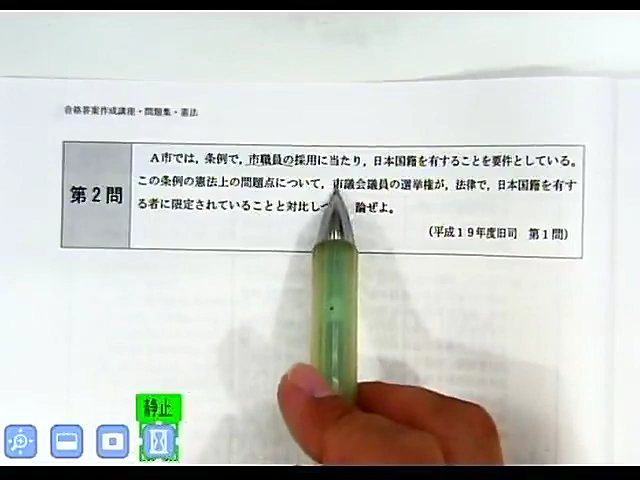 合格答案作成講座・問題集・憲法
第2問
A市では，条例で，市職員の採用に当たり，日本国籍を有することを要件としている。
この条例の憲法上の問題点について，市議会議員の選挙権が，法律で，日本国籍を有す
る者に限定されていることと対比し 論ぜよ。
（平成１９年度旧司　第１問）
静止